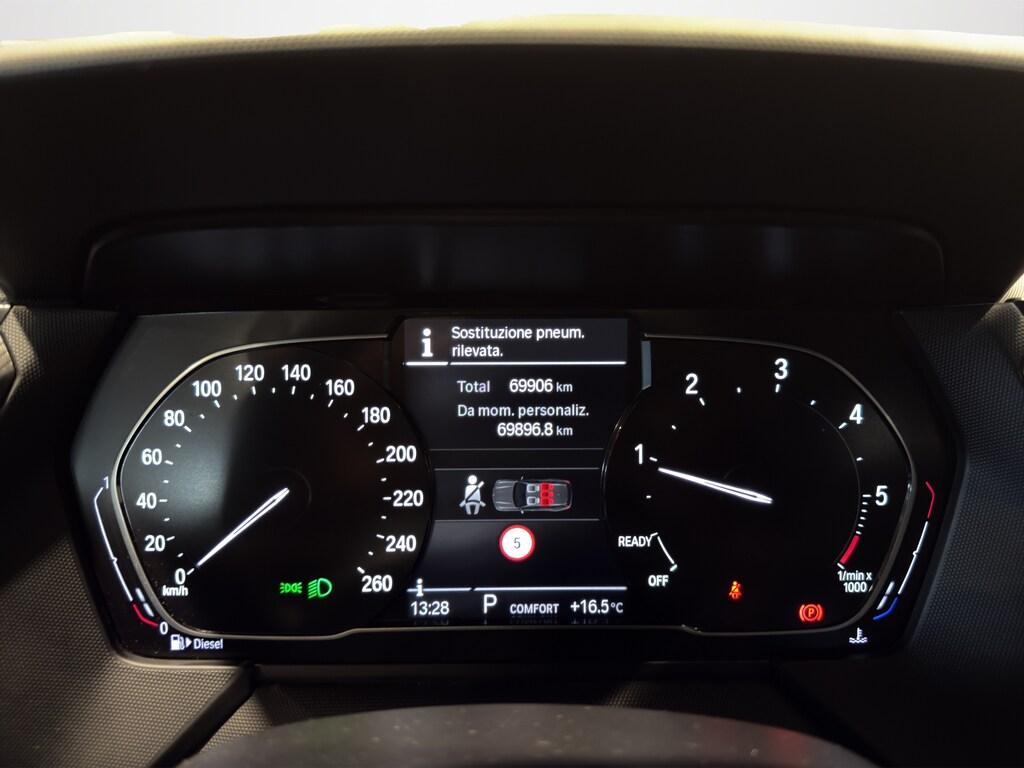 Sostituzione pneum.
rilevata.
Total 69906 km
Da mom. personaliz.
69896.8 km
5
13:28 P COMFORT +16.5°C
0
20
40
60
80
100
120
140
160
180
200
220
240
260
km/h
1
0
Diesel
1
2
3
4
5
1/min x
1000
READY
OFF
P